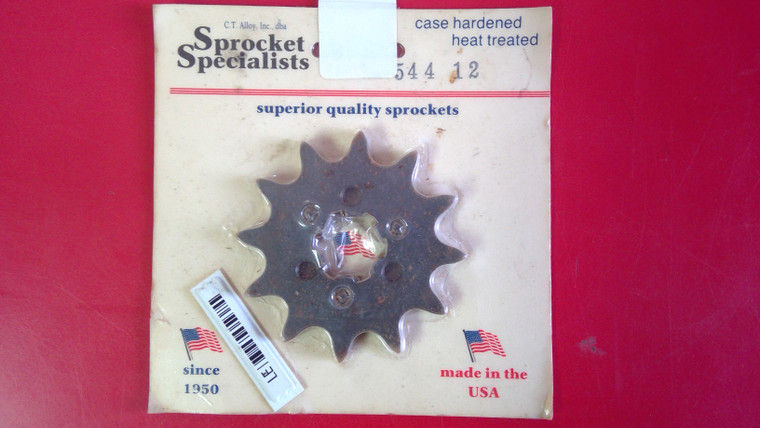 C.T. Alloy, Inc., dba
Sprocket
Specialists
case hardened
heat treated
544 12
superior quality sprockets
LE
since
1950
made in the
USA